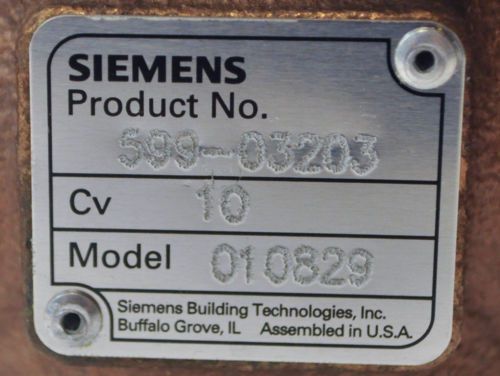 SIEMENS
Product No.
599-03203
Cv 10
Model 010829
Siemens Building Technologies, Inc.
Buffalo Grove, IL Assembled in U.S.A.